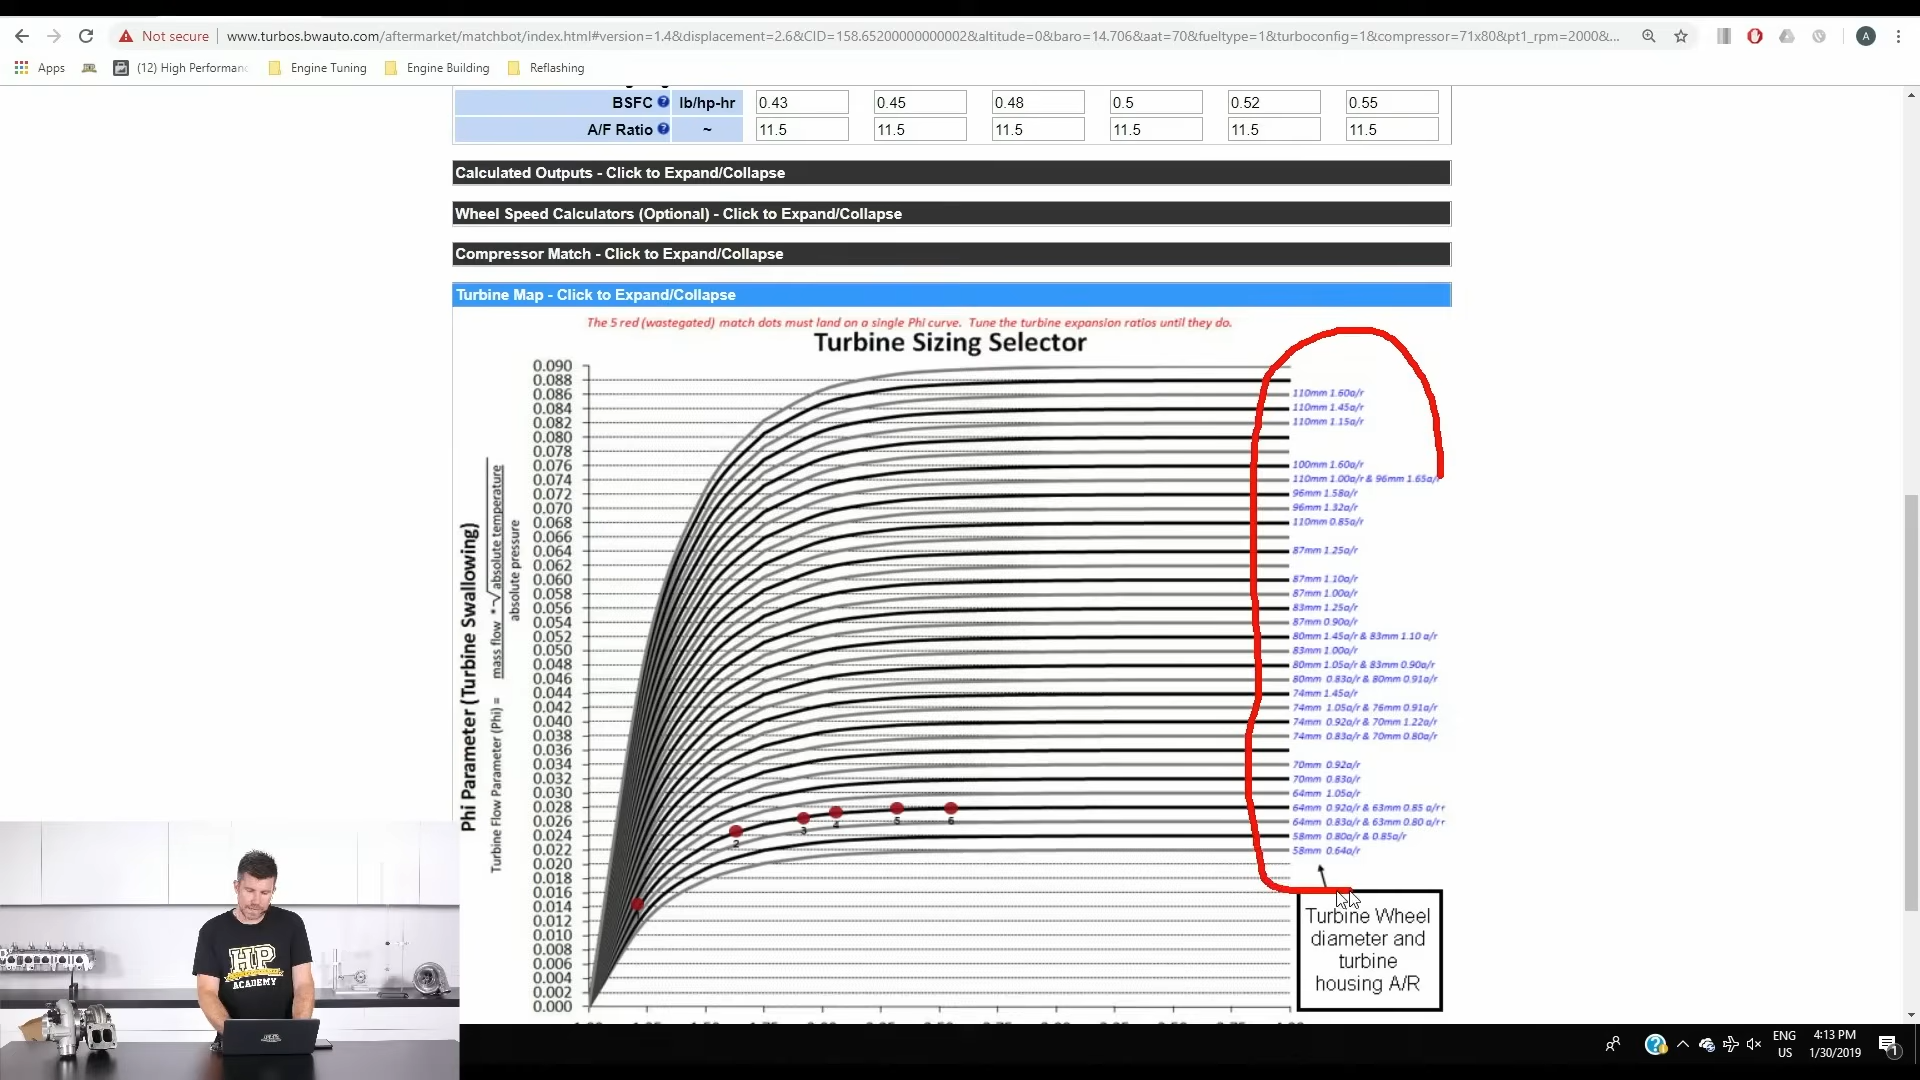 Not secure
www.turbos.bwauto.com/aftermarket/matchbot/index.html#version=1.4&displacement=2.6&CID=158.65200000000002&altitude=0&baro=14.706&aat=70&fueltype=1&turboconfig=1&compressor=71x80&pt1_rpm=2000&...
A
Apps
(12) High Performan
Engine Tuning
Engine Building
Reflashing
BSFC lb/hp-hr 0.43 0.45 0.48 0.5 0.52 0.55
A/F Ratio ~ 11.5 11.5 11.5 11.5 11.5 11.5
Calculated Outputs - Click to Expand/Collapse
Wheel Speed Calculators (Optional) - Click to Expand/Collapse
Compressor Match - Click to Expand/Collapse
Turbine Map - Click to Expand/Collapse
The 5 red (wastegated) match dots must land on a single Phi curve. Tune the turbine expansion ratios until they do.
Turbine Sizing Selector
Phi Parameter (Turbine Swallowing)
Turbine Flow Parameter (Phi) = mass flow * √ absolute temperature
absolute pressure
0.090
0.088
0.086
0.084
0.082
0.080
0.078
0.076
0.074
0.072
0.070
0.068
0.066
0.064
0.062
0.060
0.058
0.056
0.054
0.052
0.050
0.048
0.046
0.044
0.042
0.040
0.038
0.036
0.034
0.032
0.030
0.028
0.026
0.024
0.022
0.020
0.018
0.016
0.014
0.012
0.010
0.008
0.006
0.004
0.002
0.000
2
3
4
5
6
110mm 1.60a/r
110mm 1.45a/r
110mm 1.15a/r
100mm 1.60a/r
110mm 1.00a/r & 96mm 1.65a/r
96mm 1.58a/r
96mm 1.32a/r
110mm 0.85a/r
87mm 1.25a/r
87mm 1.10a/r
87mm 1.00a/r
83mm 1.25a/r
87mm 0.90a/r
80mm 1.45a/r & 83mm 1.10 a/r
83mm 1.00a/r
80mm 1.05a/r & 83mm 0.90a/r
80mm 0.83a/r & 80mm 0.91a/r
74mm 1.45a/r
74mm 1.05a/r & 76mm 0.91a/r
74mm 0.92a/r & 70mm 1.22a/r
74mm 0.83a/r & 70mm 0.80a/r
70mm 0.92a/r
70mm 0.83a/r
64mm 1.05a/r
64mm 0.92a/r & 63mm 0.85 a/rr
64mm 0.83a/r & 63mm 0.80 a/rr
58mm 0.80a/r & 0.85a/r
58mm 0.64a/r
Turbine Wheel
diameter and
turbine
housing A/R
HP
ACADEMY
ENG
US
4:13 PM
1/30/2019
1